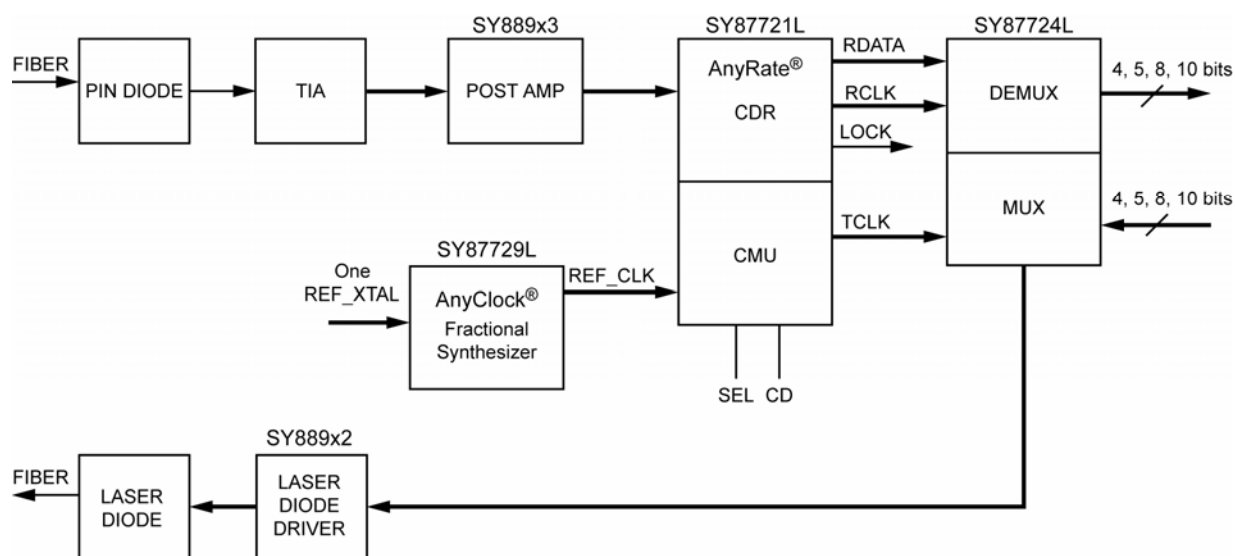 SY889x3
SY87721L
SY87724L
FIBER
PIN DIODE
TIA
POST AMP
AnyRate®
CDR
RDATA
RCLK
LOCK
DEMUX
4, 5, 8, 10 bits
MUX
4, 5, 8, 10 bits
CMU
TCLK
SY87729L
One
REF_XTAL
AnyClock®
Fractional
Synthesizer
REF_CLK
SEL CD
SY889x2
FIBER
LASER
DIODE
LASER
DIODE
DRIVER